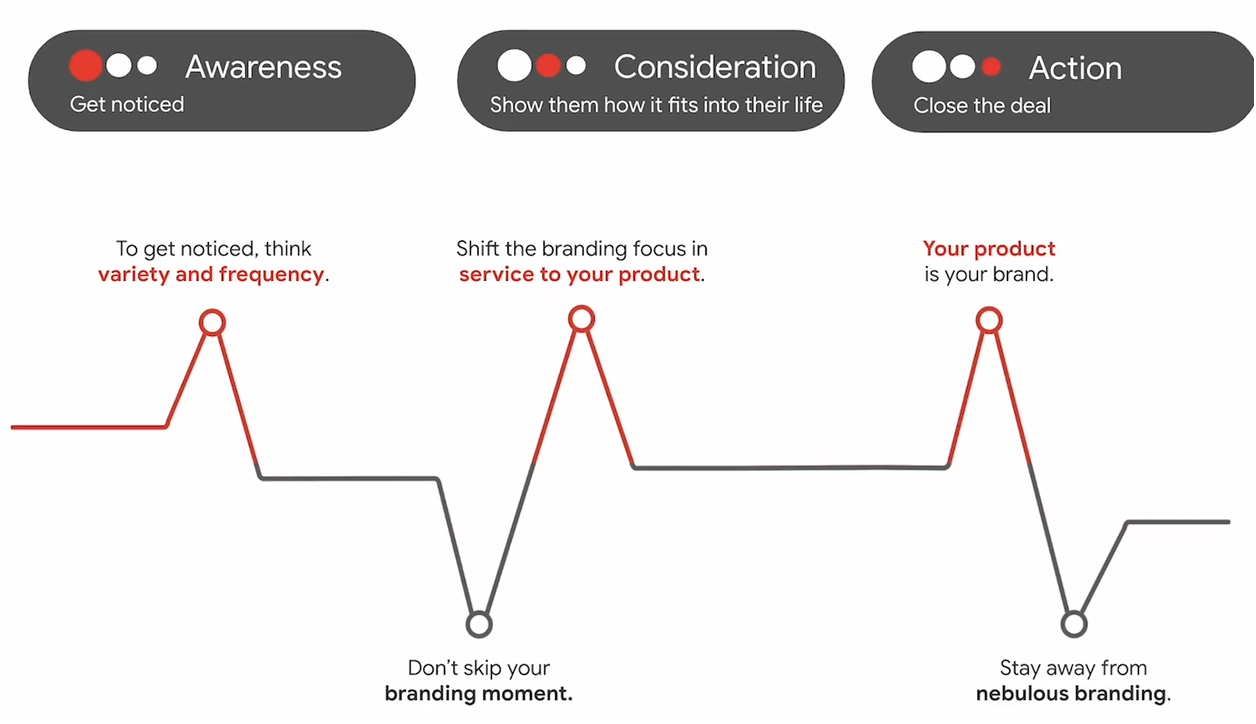 Awareness
Get noticed
Consideration
Show them how it fits into their life
Action
Close the deal
To get noticed, think
variety and frequency.
Shift the branding focus in
service to your product.
Your product
is your brand.
Don't skip your
branding moment.
Stay away from
nebulous branding.